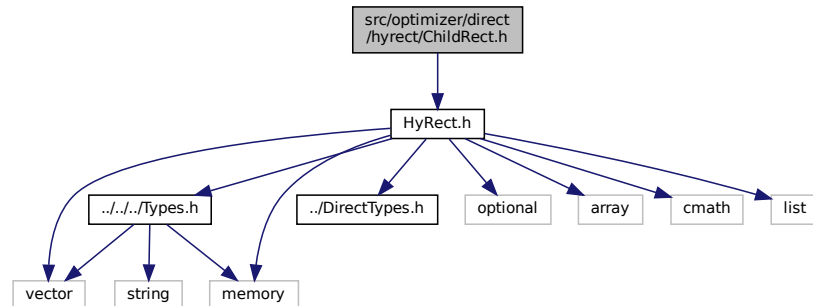 src/optimizer/direct
/hyrect/ChildRect.h
HyRect.h
../../../Types.h
../DirectTypes.h
optional
array
cmath
list
vector
string
memory